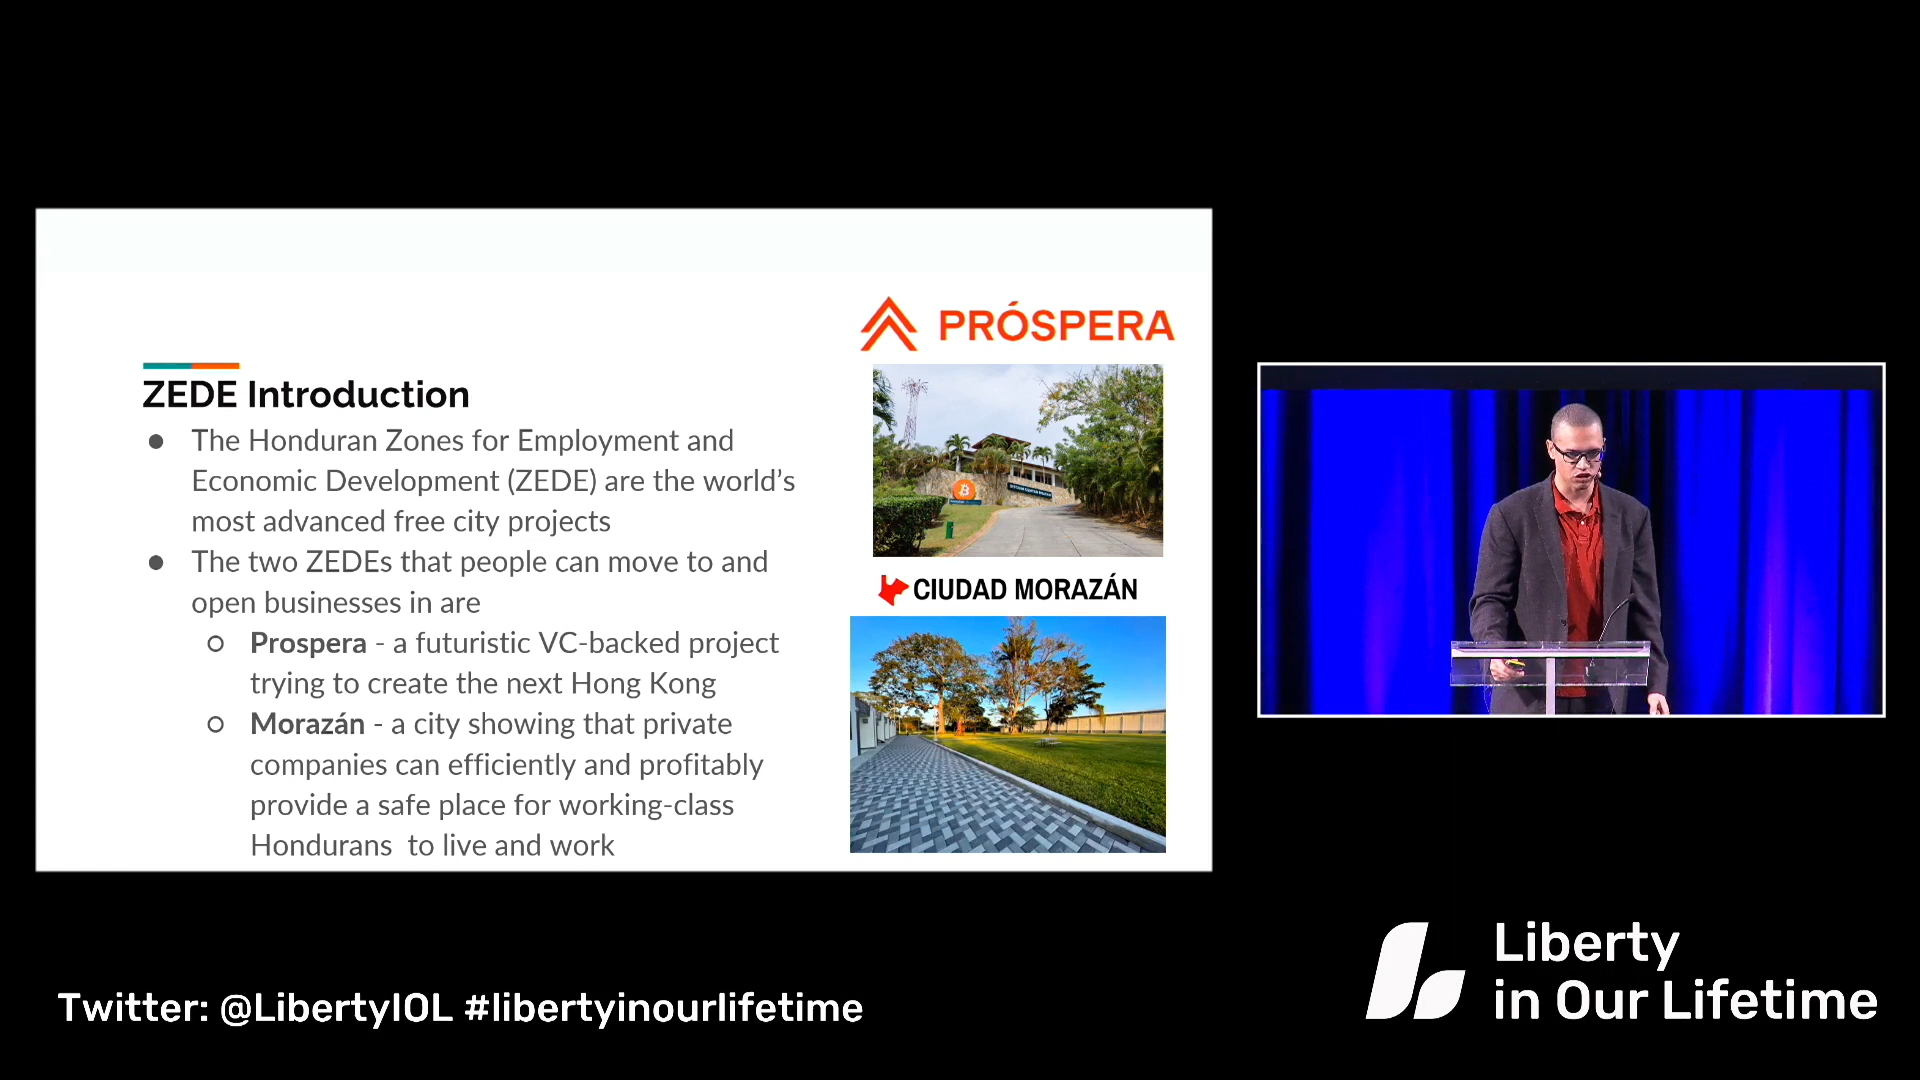 PRÓSPERA
ZEDE Introduction
● The Honduran Zones for Employment and
Economic Development (ZEDE) are the world’s
most advanced free city projects
● The two ZEDEs that people can move to and
open businesses in are
○ Prospera - a futuristic VC-backed project
trying to create the next Hong Kong
○ Morazán - a city showing that private
companies can efficiently and profitably
provide a safe place for working-class
Hondurans  to live and work
CIUDAD MORAZÁN
Twitter: @LibertyIOL #libertyinourlifetime
Liberty
in Our Lifetime